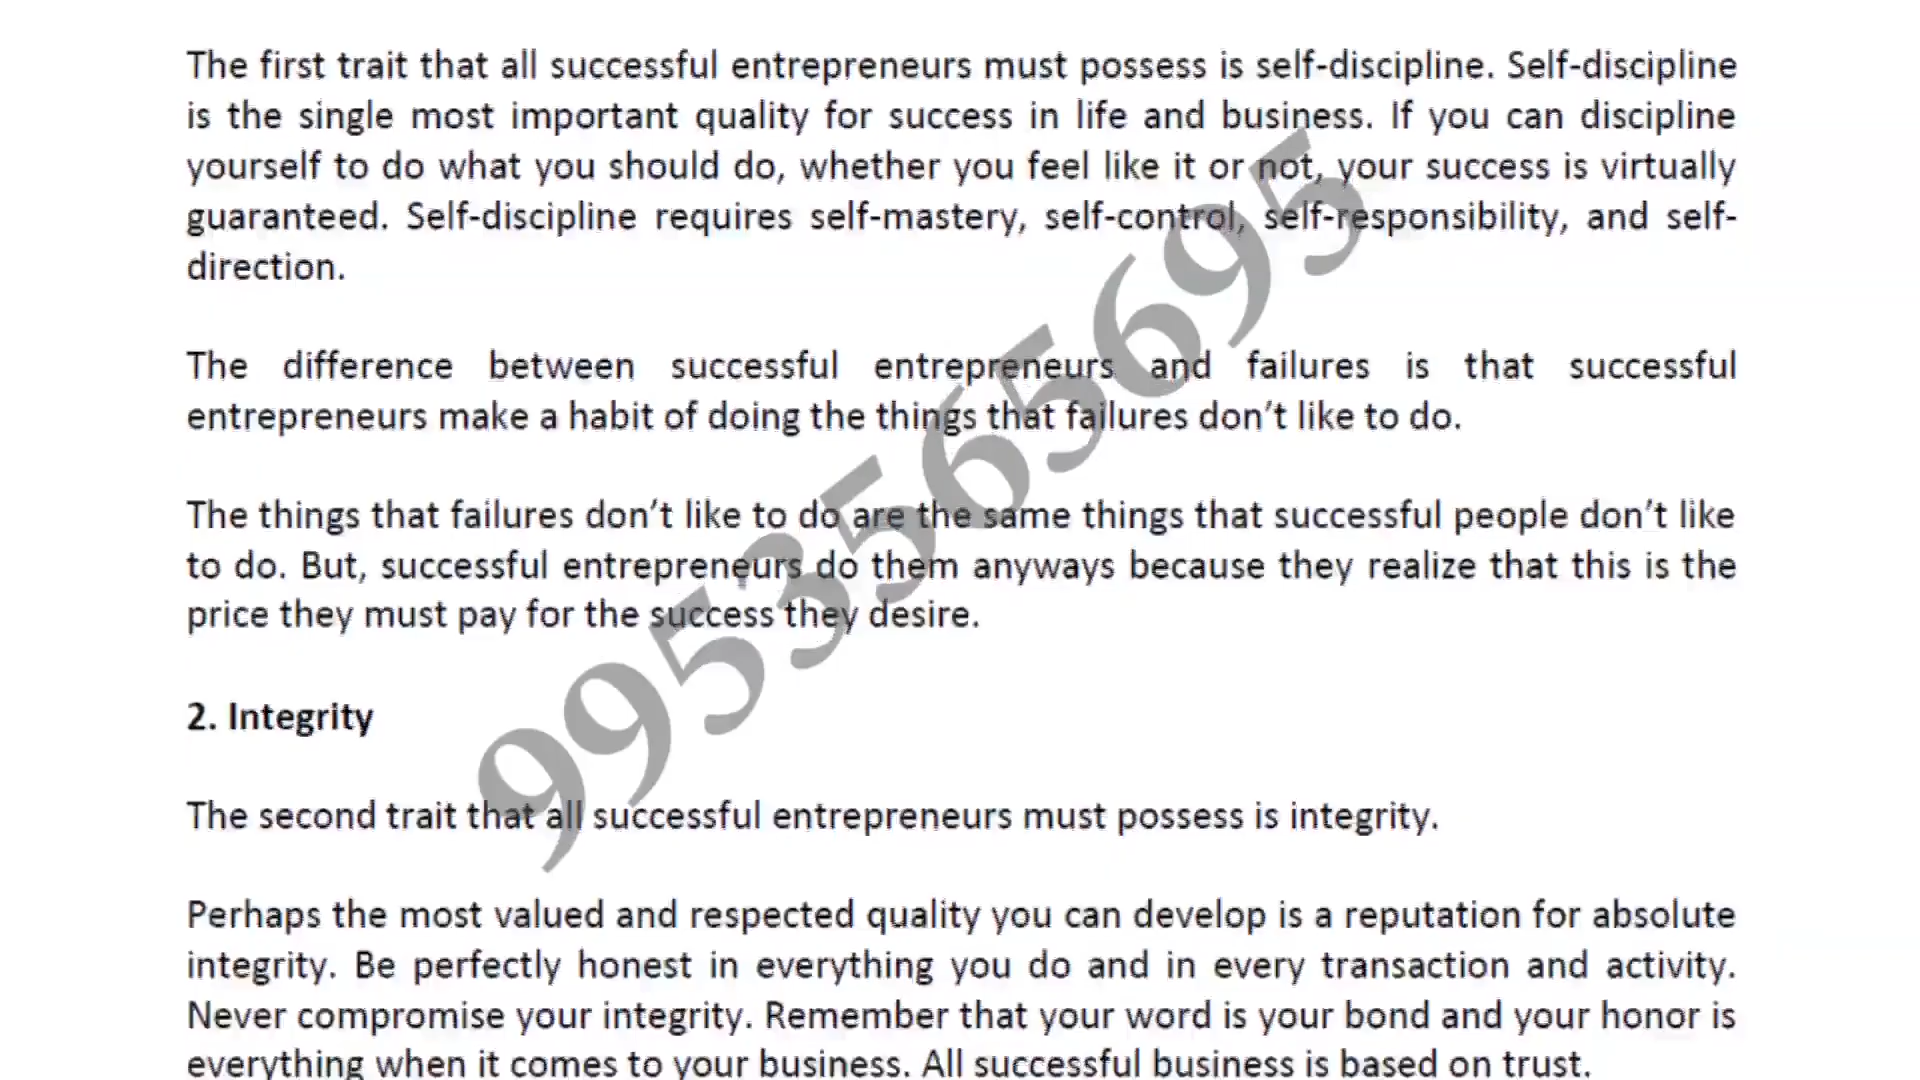 The first trait that all successful entrepreneurs must possess is self-discipline. Self-discipline
is the single most important quality for success in life and business. If you can discipline
yourself to do what you should do, whether you feel like it or not, your success is virtually
guaranteed. Self-discipline requires self-mastery, self-control, self-responsibility, and self-
direction.
The difference between successful entrepreneurs and failures is that successful
entrepreneurs make a habit of doing the things that failures don’t like to do.
The things that failures don’t like to do are the same things that successful people don’t like
to do. But, successful entrepreneurs do them anyways because they realize that this is the
price they must pay for the success they desire.
2. Integrity
The second trait that all successful entrepreneurs must possess is integrity.
Perhaps the most valued and respected quality you can develop is a reputation for absolute
integrity. Be perfectly honest in everything you do and in every transaction and activity.
Never compromise your integrity. Remember that your word is your bond and your honor is
everything when it comes to your business. All successful business is based on trust.
9953565695